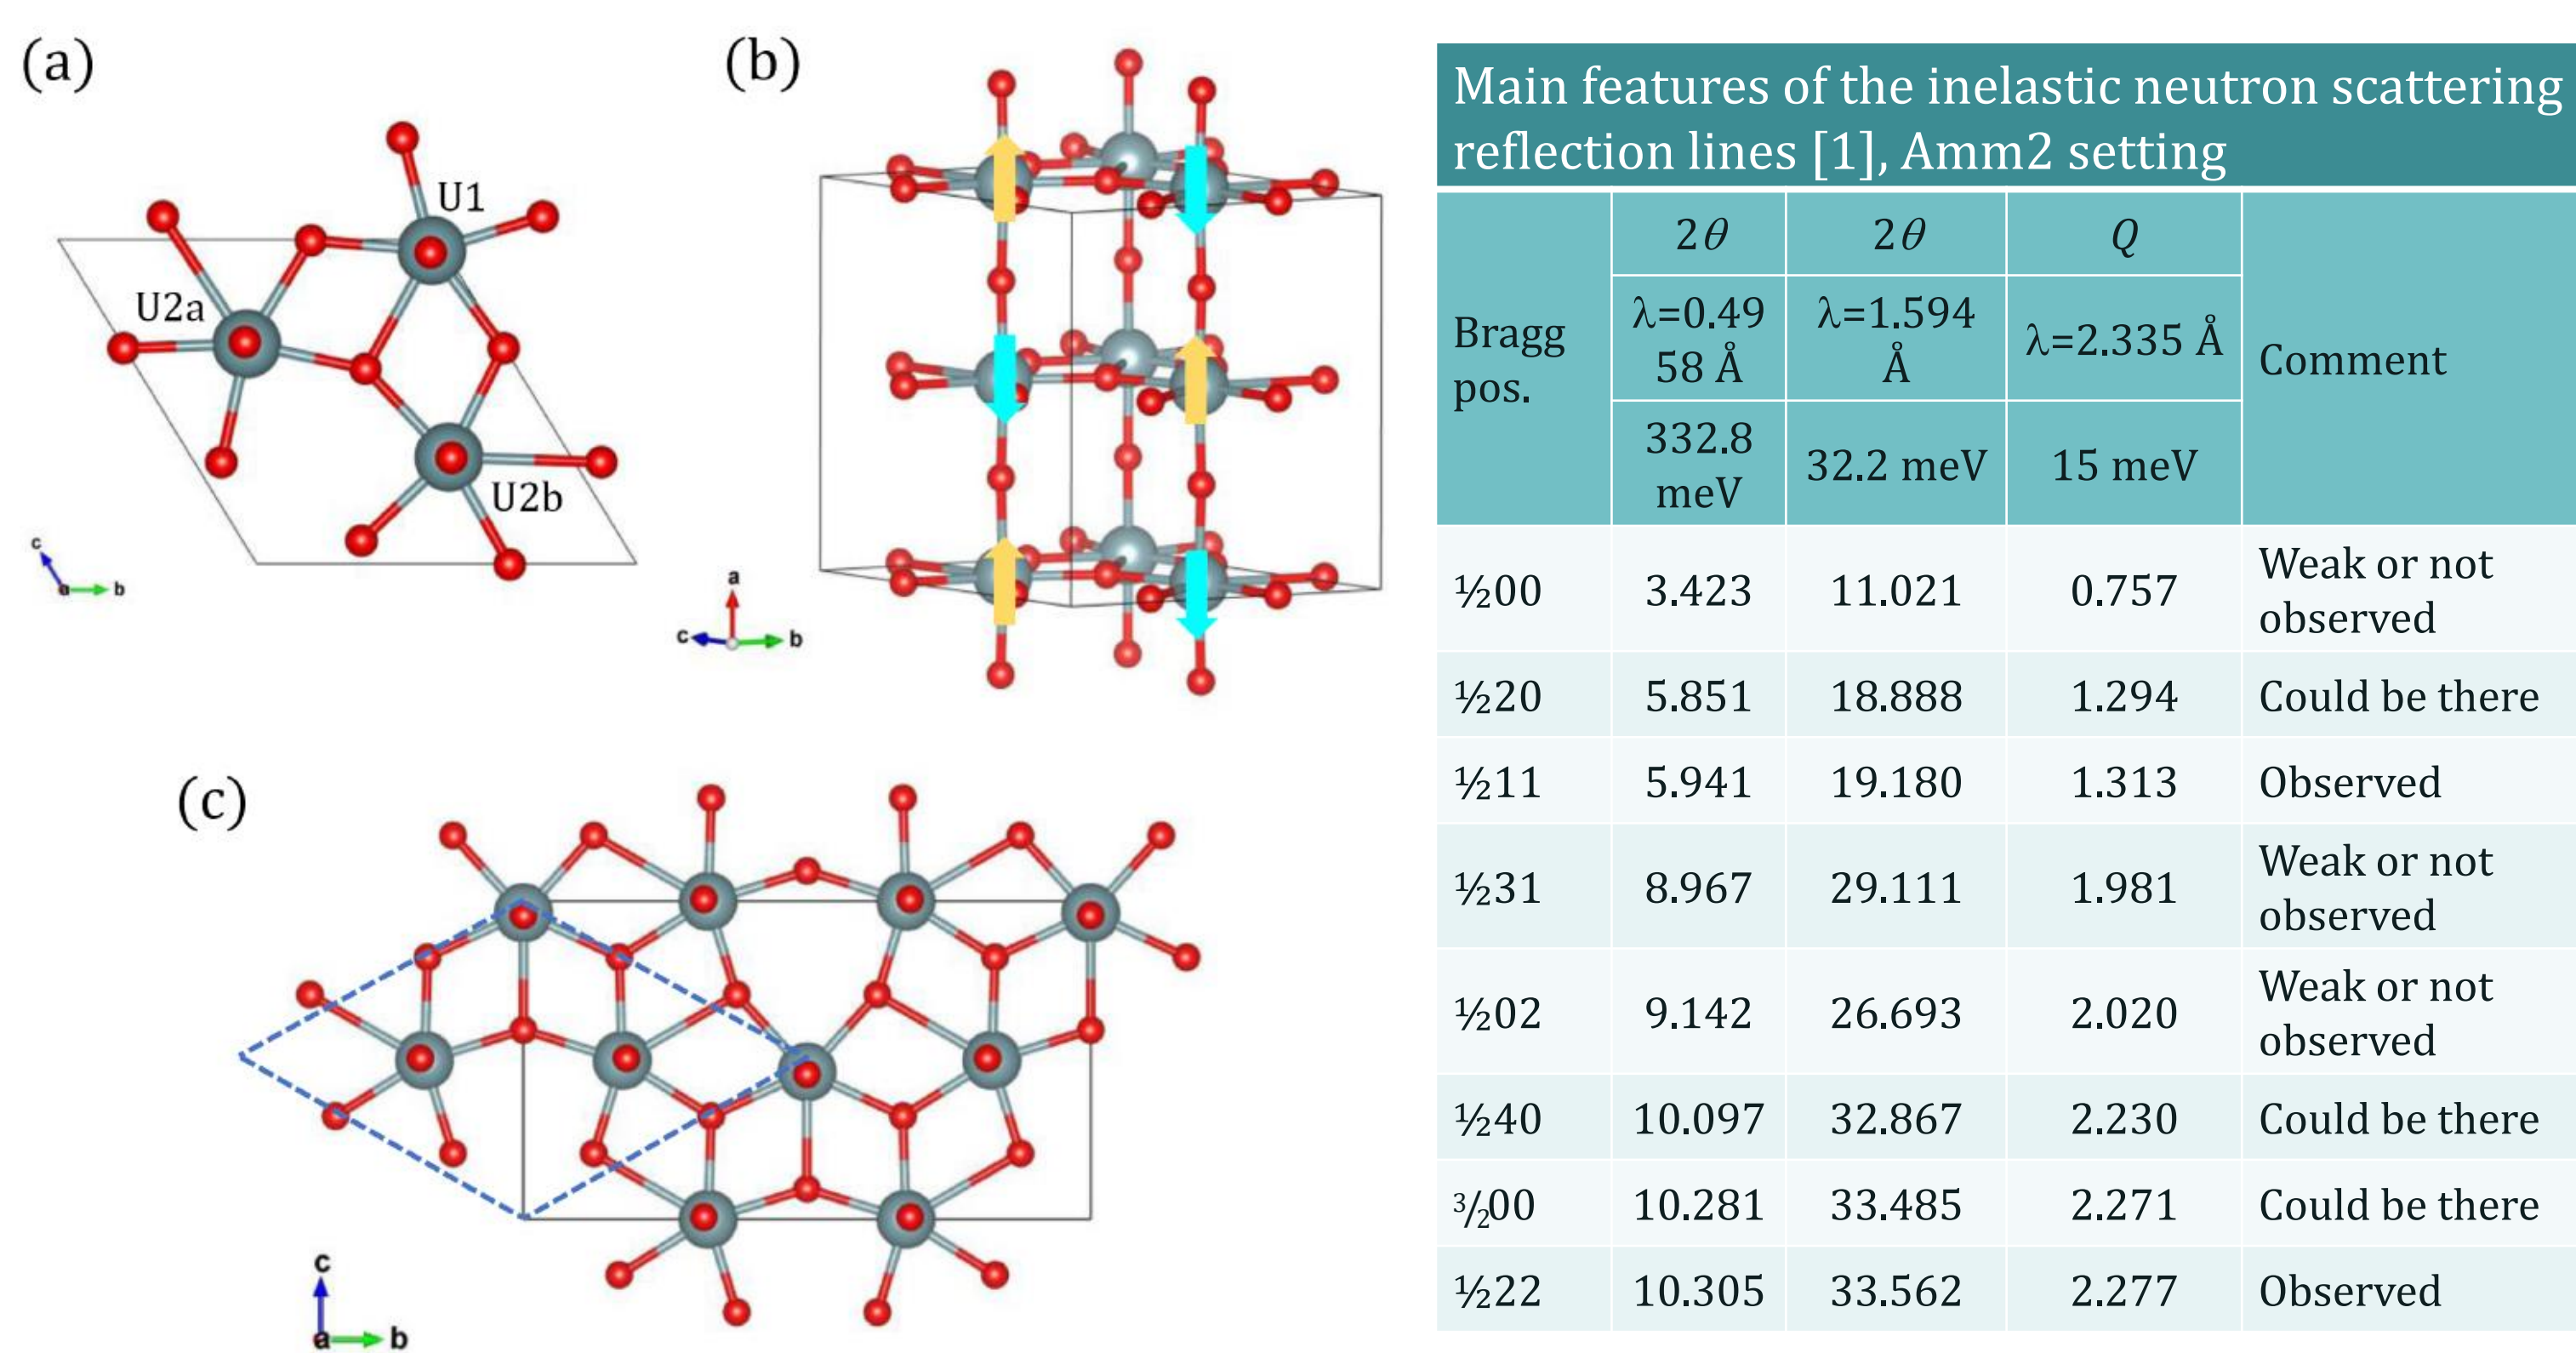 (a)
U1
U2a
U2b
c
a
b
(b)
a
c
b
(c)
c
a
b
Main features of the inelastic neutron scattering
reflection lines [1], Amm2 setting
Bragg
pos.
2θ
2θ
Q
Comment
λ=0.49
58 Å
λ=1.594
Å
λ=2.335 Å
332.8
meV
32.2 meV
15 meV
½00 3.423 11.021 0.757 Weak or not
observed
½20 5.851 18.888 1.294 Could be there
½11 5.941 19.180 1.313 Observed
½31 8.967 29.111 1.981 Weak or not
observed
½02 9.142 26.693 2.020 Weak or not
observed
½40 10.097 32.867 2.230 Could be there
3/200 10.281 33.485 2.271 Could be there
½22 10.305 33.562 2.277 Observed